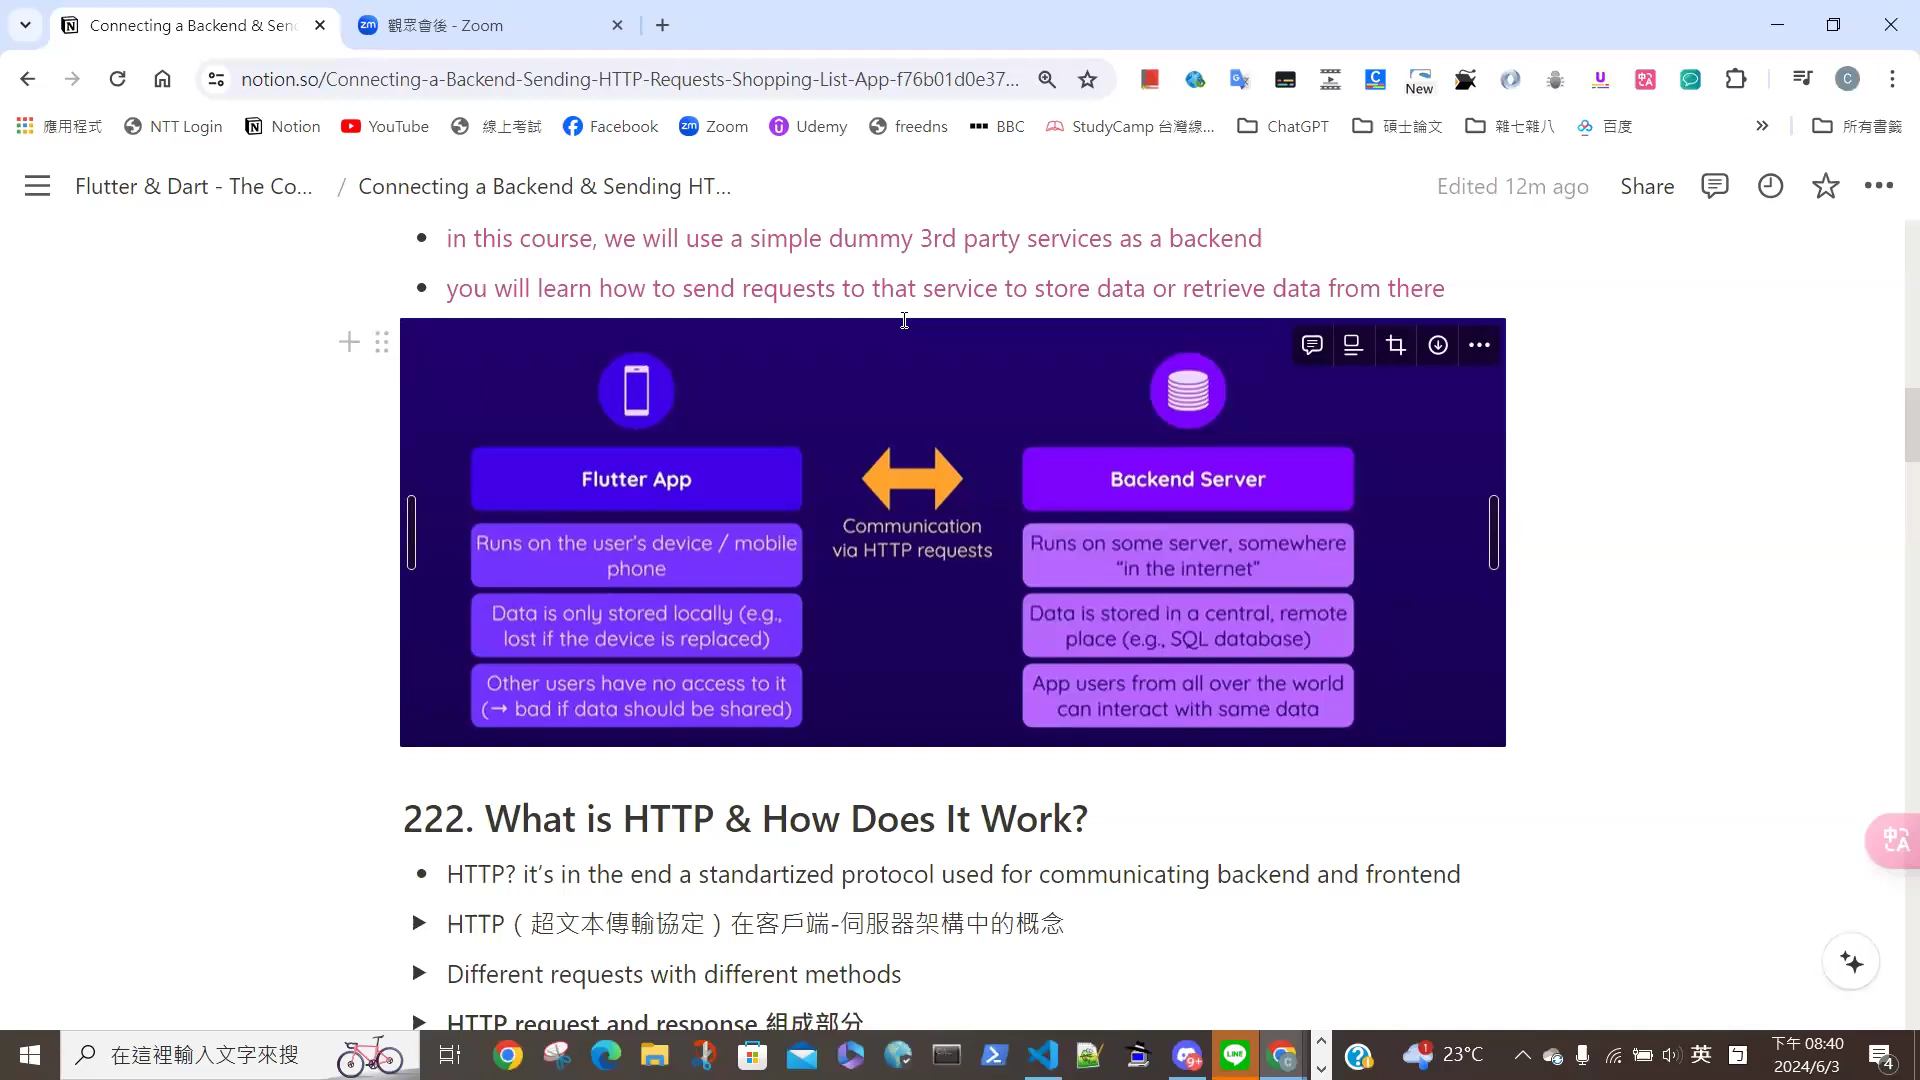 Connecting a Backend & Sen
觀眾會後 - Zoom
notion.so/Connecting-a-Backend-Sending-HTTP-Requests-Shopping-List-App-f76b01d0e37...
New
C
應用程式
NTT Login
Notion
YouTube
線上考試
Facebook
Zoom
Udemy
freedns
BBC
StudyCamp 台灣線...
ChatGPT
碩士論文
雜七雜八
百度
所有書籤
Flutter & Dart - The Co... / Connecting a Backend & Sending HT...
Edited 12m ago
Share
• in this course, we will use a simple dummy 3rd party services as a backend
• you will learn how to send requests to that service to store data or retrieve data from there
Flutter App
Runs on the user's device / mobile
phone
Data is only stored locally (e.g.,
lost if the device is replaced)
Other users have no access to it
(→ bad if data should be shared)
Communication
via HTTP requests
Backend Server
Runs on some server, somewhere
"in the internet"
Data is stored in a central, remote
place (e.g., SQL database)
App users from all over the world
can interact with same data
222. What is HTTP & How Does It Work?
• HTTP? it's in the end a standartized protocol used for communicating backend and frontend
HTTP（超文本傳輸協定）在客戶端-伺服器架構中的概念
Different requests with different methods
HTTP request and response 組成部分
在這裡輸入文字來搜
LINE
9+
1
23°C
英
下午 08:40
2024/6/3
4